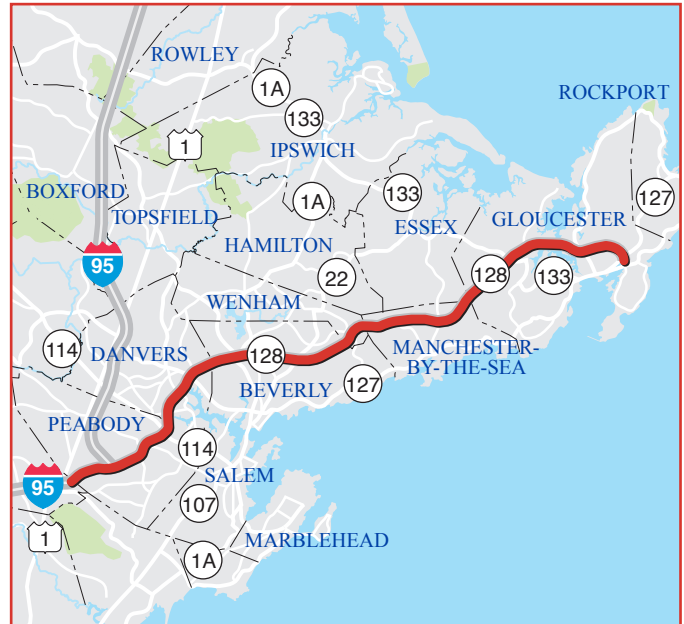 ROWLEY
1A
ROCKPORT
133
1
IPSWICH
BOXFORD
133
127
TOPSFIELD
1A
ESSEX
GLOUCESTER
HAMILTON
95
22
128
133
WENHAM
114
DANVERS
128
MANCHESTER-
BY-THE-SEA
127
BEVERLY
PEABODY
114
SALEM
95
107
1
MARBLEHEAD
1A